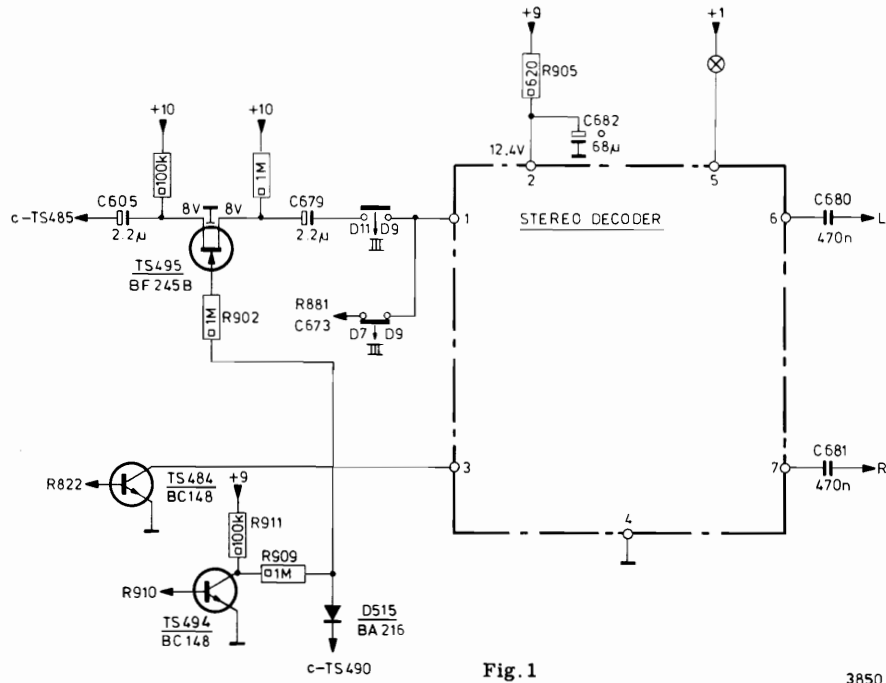 +9
+1
620
R905
C682
68µ
12.4V
2
5
+10
+10
100k
1M
C605
8V
8V
C679
c-TS485
2.2µ
2.2µ
D11 D9
III
1
STEREO DECODER
6
C680
L
470n
TS495
BF245B
1M
R902
R881
C673
D7 D9
III
3
7
C681
R
470n
4
R822
TS484
BC148
+9
100k
R911
R909
1M
R910
TS494
BC148
D515
BA216
c-TS490
Fig.1
3850